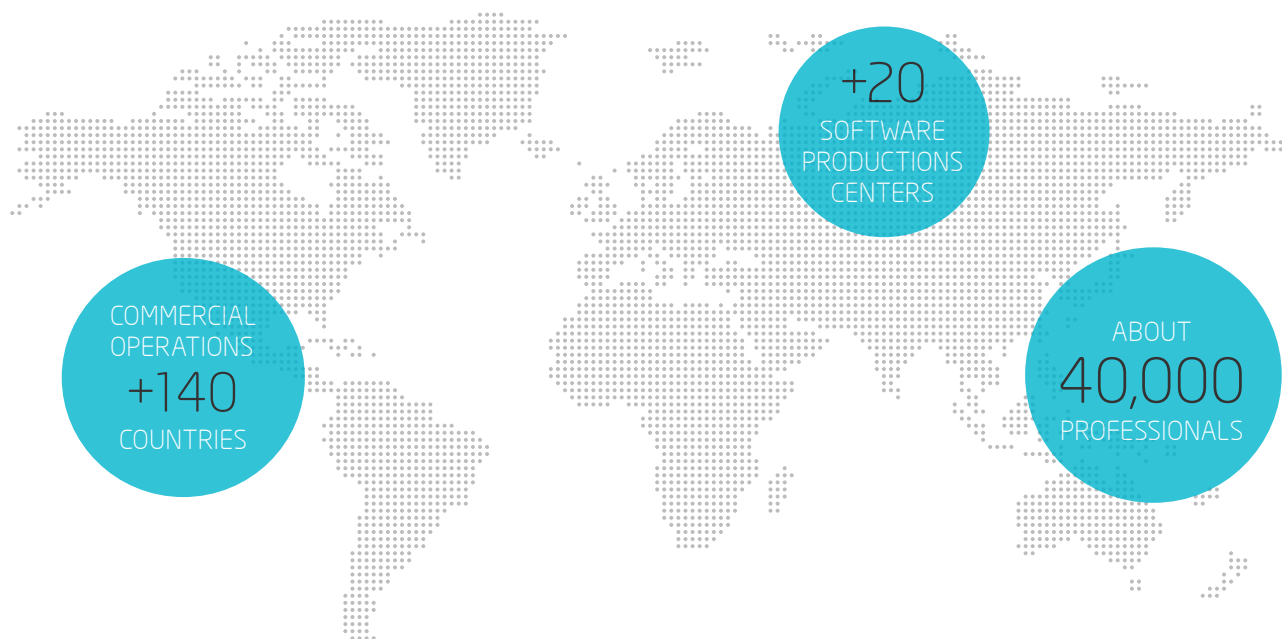 +20
SOFTWARE
PRODUCTIONS
CENTERS
COMMERCIAL
OPERATIONS
+140
COUNTRIES
ABOUT
40,000
PROFESSIONALS